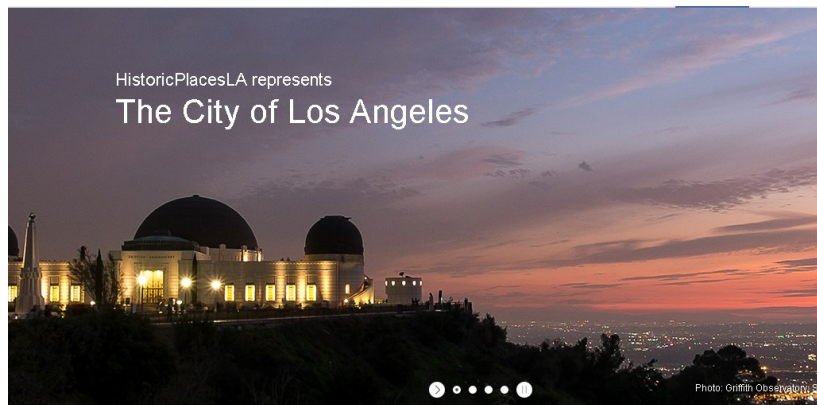 HistoricPlacesLA represents
The City of Los Angeles
Photo: Griffith Observatory, S